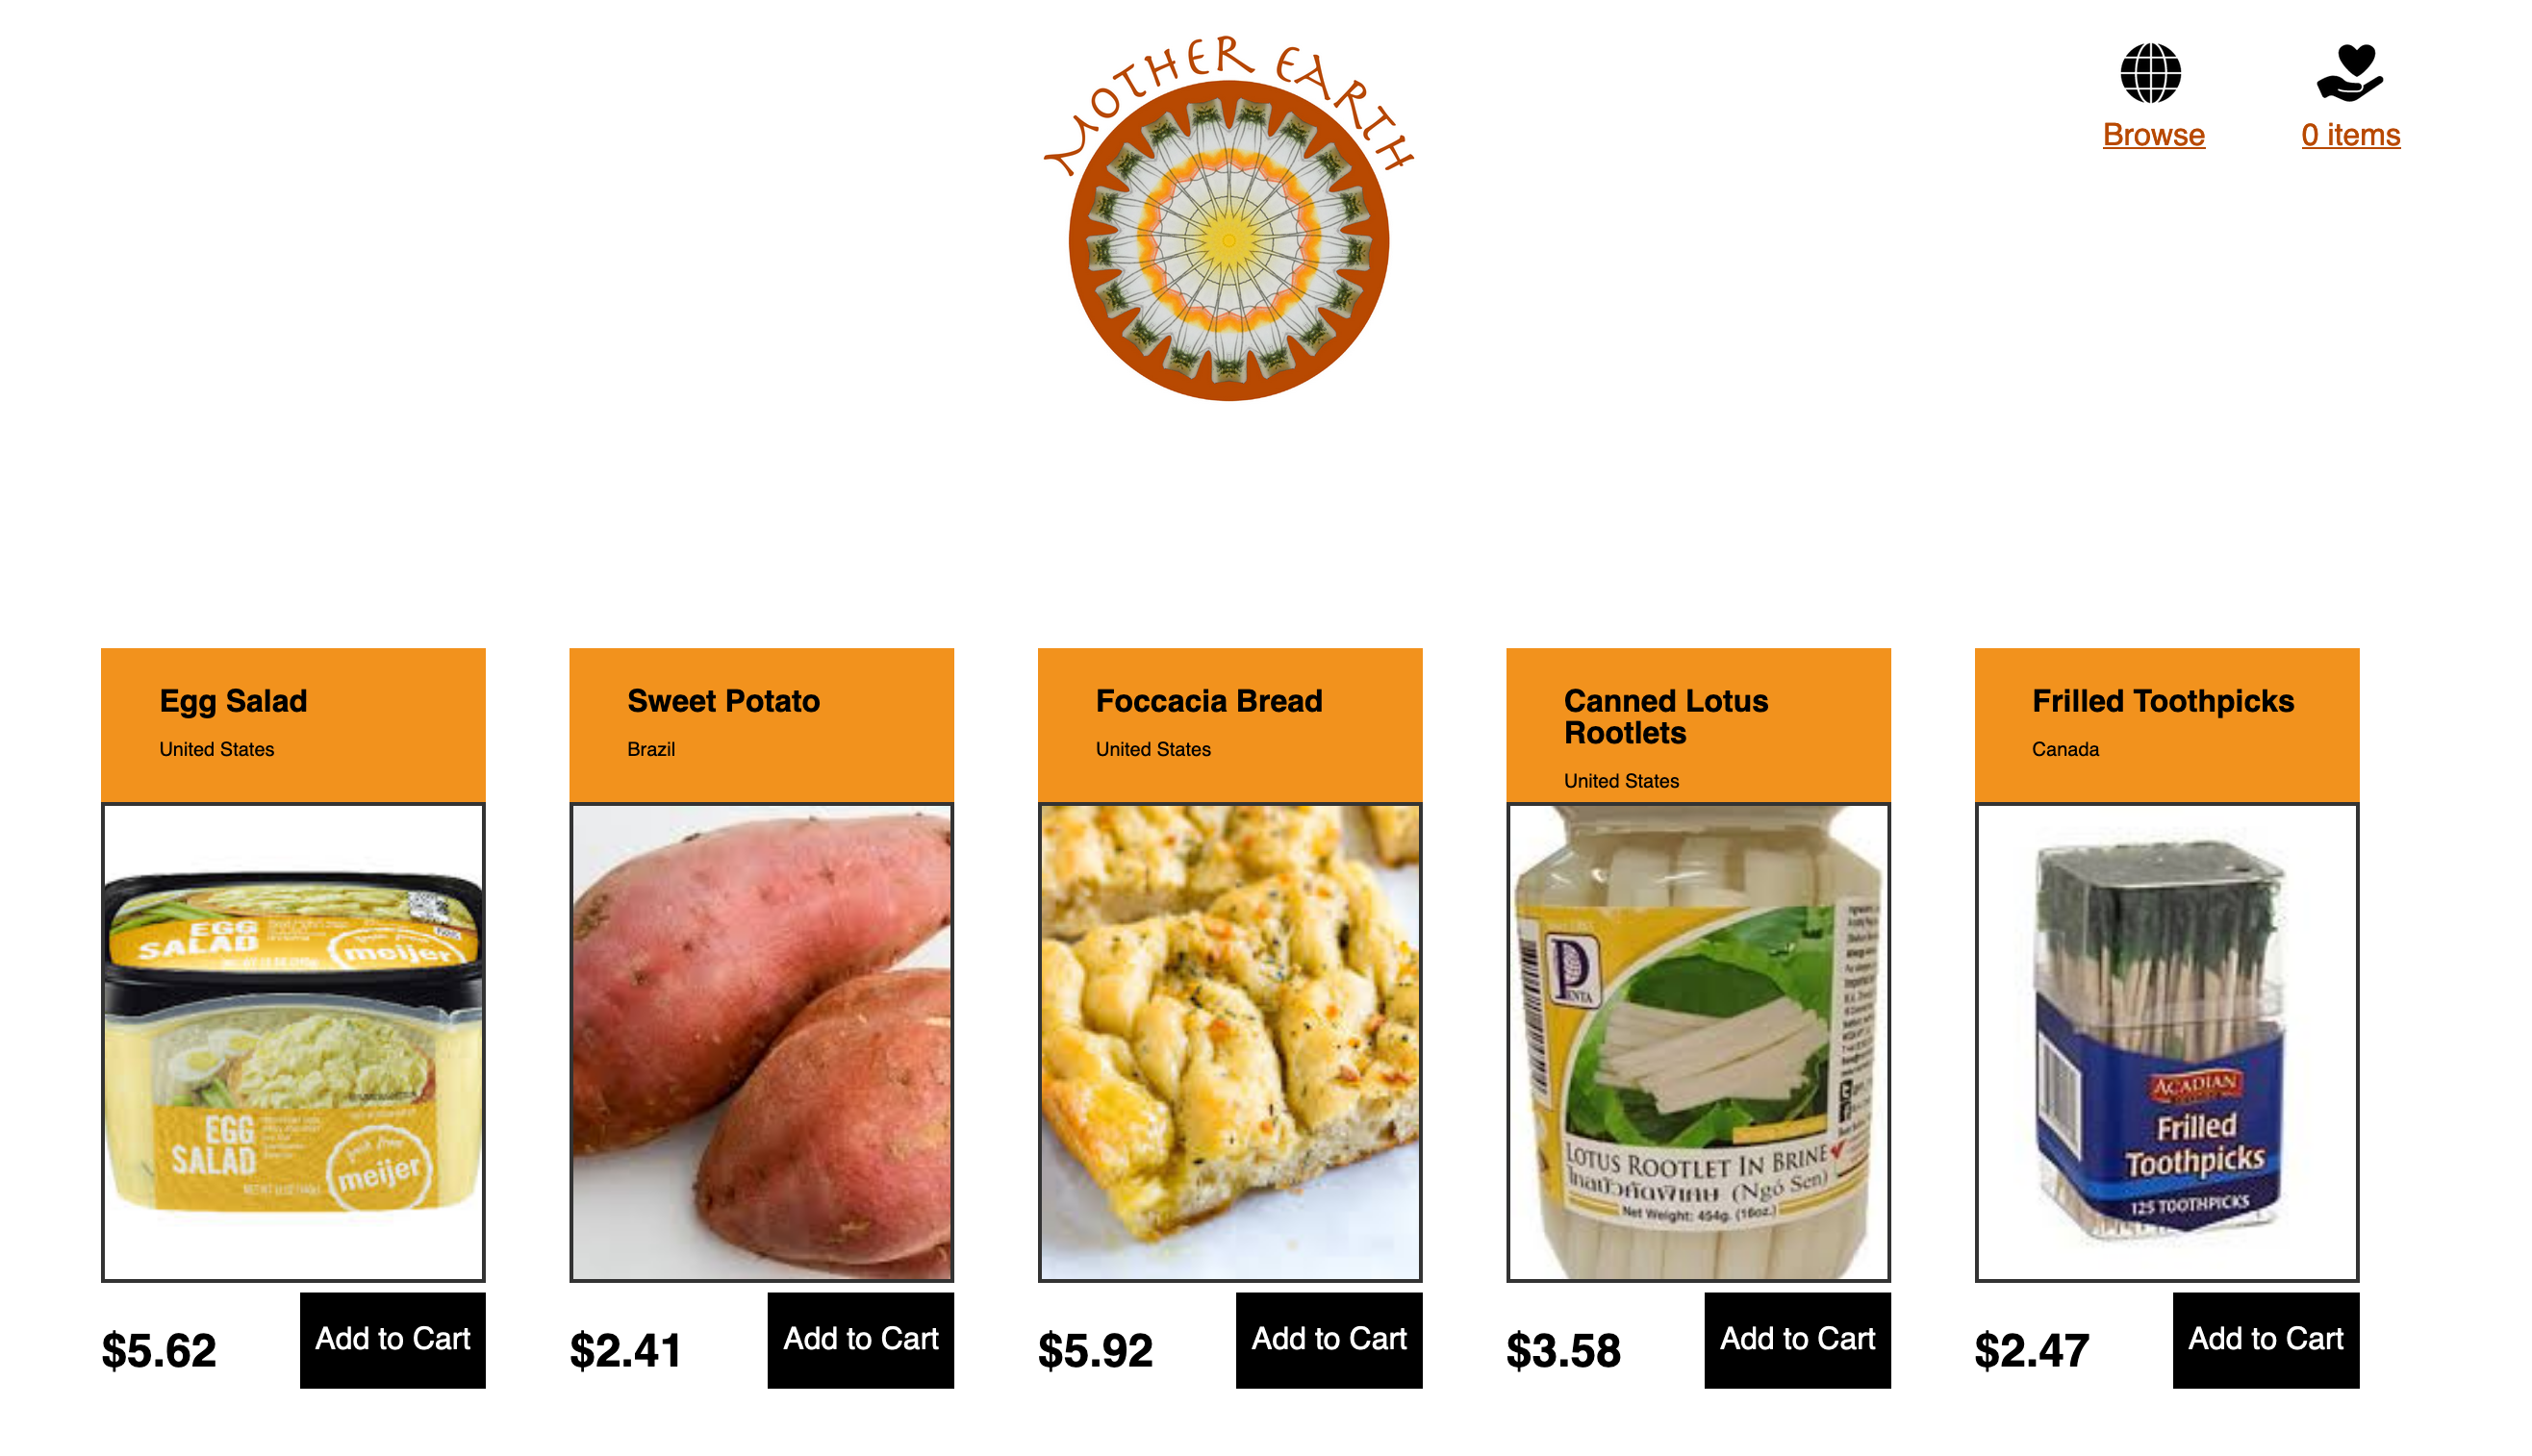 MOTHER EARTH
Browse
0 items
Egg Salad
United States
Sweet Potato
Brazil
Foccacia Bread
United States
Canned Lotus
Rootlets
United States
Frilled Toothpicks
Canada
EGG
SALAD
meijer
EGG
SALAD
meijer
PENTA
LOTUS ROOTLET IN BRINE
(Ngó Sen)
Net Weight: 454g. (16oz.)
ACADIAN
Frilled
Toothpicks
125 TOOTHPICKS
$5.62
Add to Cart
$2.41
Add to Cart
$5.92
Add to Cart
$3.58
Add to Cart
$2.47
Add to Cart